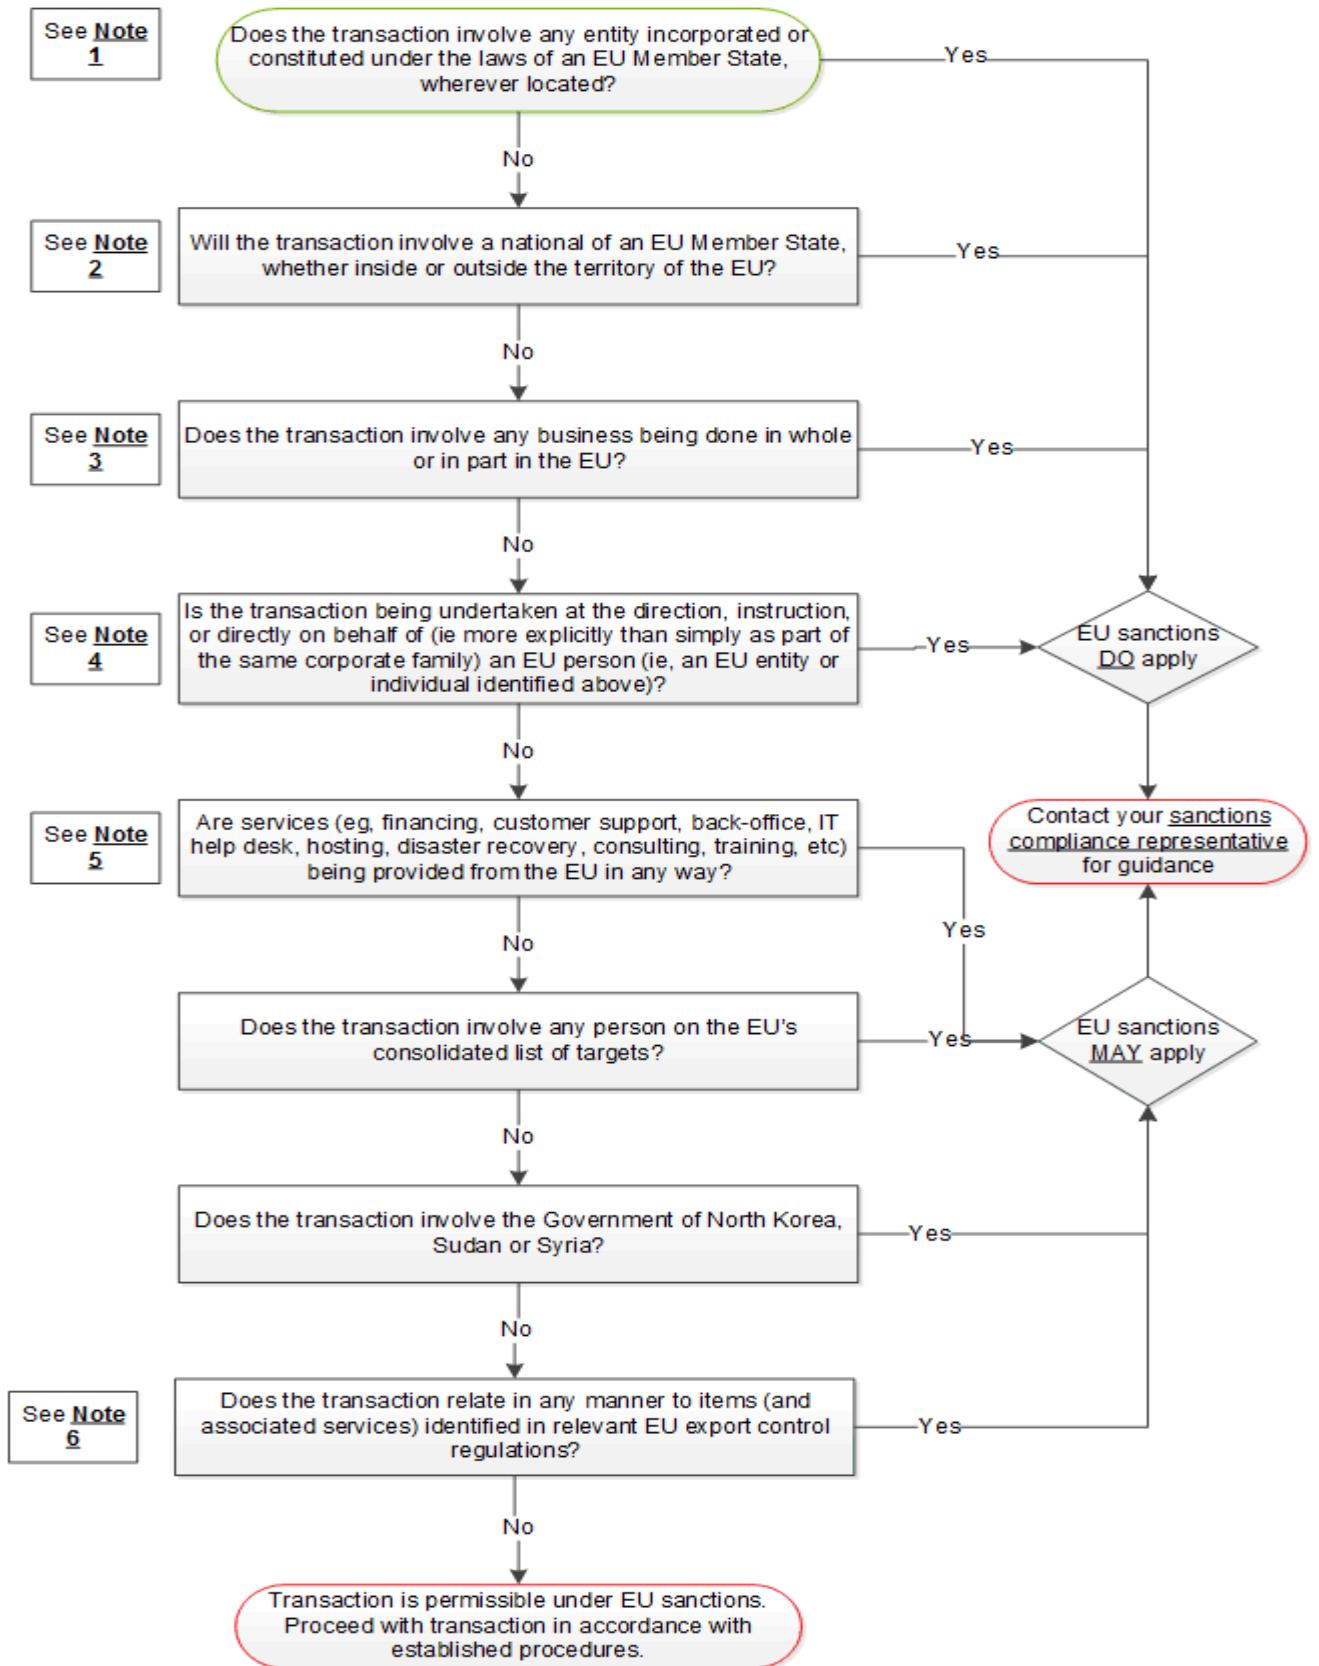 See Note
1
Does the transaction involve any entity incorporated or
constituted under the laws of an EU Member State,
wherever located?
Yes
No
See Note
2
Will the transaction involve a national of an EU Member State,
whether inside or outside the territory of the EU?
Yes
No
See Note
3
Does the transaction involve any business being done in whole
or in part in the EU?
Yes
No
See Note
4
Is the transaction being undertaken at the direction, instruction,
or directly on behalf of (ie more explicitly than simply as part of
the same corporate family) an EU person (ie, an EU entity or
individual identified above)?
Yes
EU sanctions
DO apply
No
See Note
5
Are services (eg, financing, customer support, back-office, IT
help desk, hosting, disaster recovery, consulting, training, etc)
being provided from the EU in any way?
Contact your sanctions
compliance representative
for guidance
Yes
No
Does the transaction involve any person on the EU's
consolidated list of targets?
Yes
EU sanctions
MAY apply
No
Does the transaction involve the Government of North Korea,
Sudan or Syria?
Yes
No
See Note
6
Does the transaction relate in any manner to items (and
associated services) identified in relevant EU export control
regulations?
Yes
No
Transaction is permissible under EU sanctions.
Proceed with transaction in accordance with
established procedures.